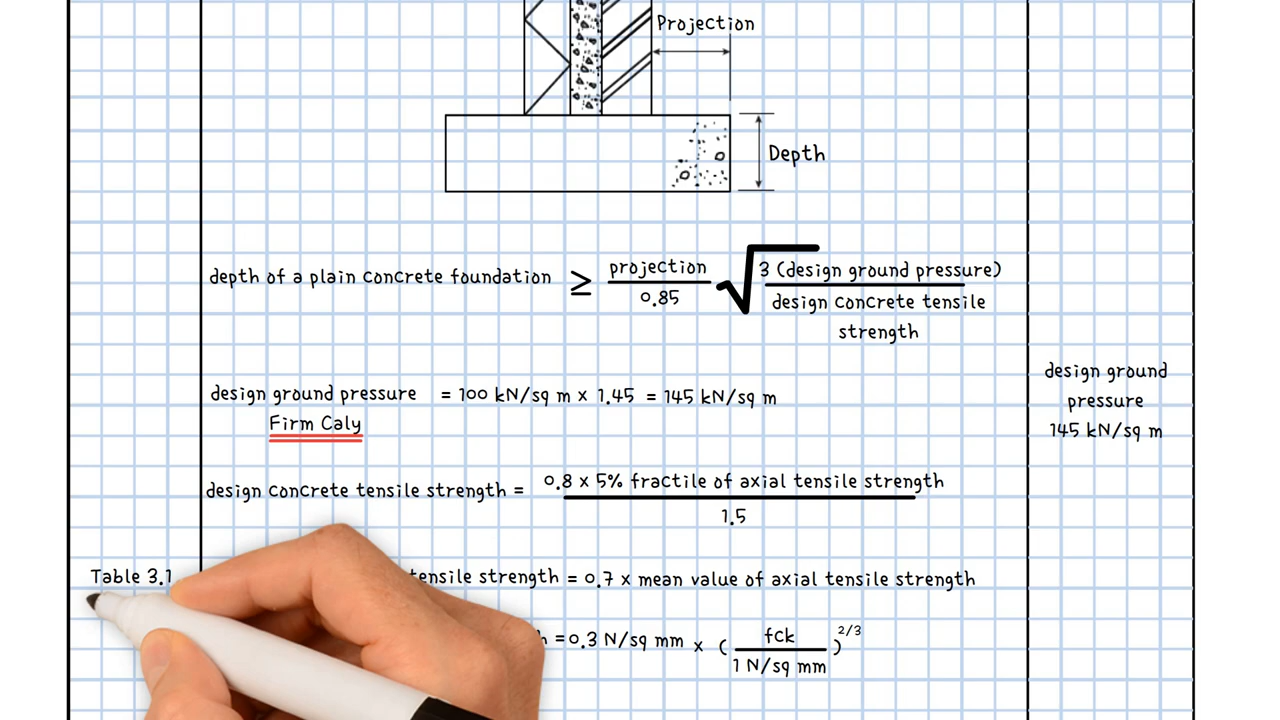 Projection
Depth
depth of a plain concrete foundation ≥ projection / 0.85 √ 3 (design ground pressure) / design concrete tensile
strength
design ground pressure = 100 kN/sq m x 1.45 = 145 kN/sq m
Firm Caly
design ground
pressure
145 kN/sq m
design concrete tensile strength = 0.8 x 5% fractile of axial tensile strength / 1.5
Table 3.1
tensile strength = 0.7 x mean value of axial tensile strength
= 0.3 N/sq mm x ( fck / 1 N/sq mm ) 2/3